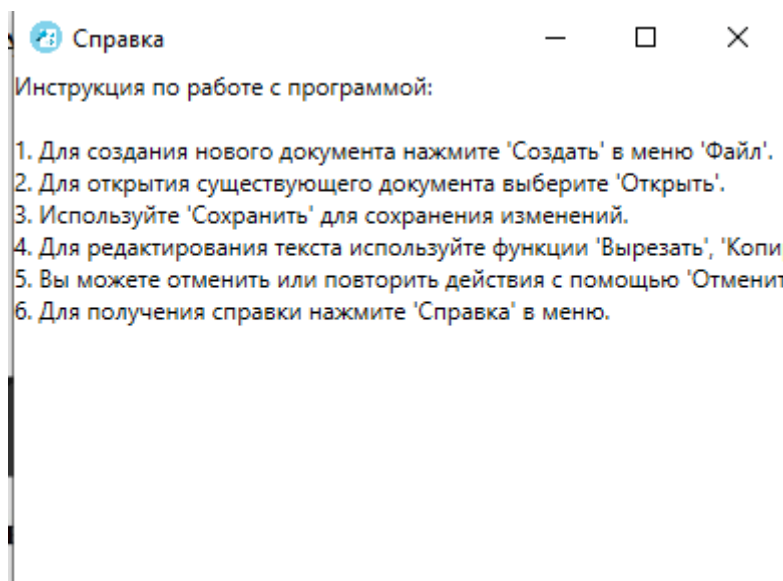 Справка
Инструкция по работе с программой:
1. Для создания нового документа нажмите 'Создать' в меню 'Файл'.
2. Для открытия существующего документа выберите 'Открыть'.
3. Используйте 'Сохранить' для сохранения изменений.
4. Для редактирования текста используйте функции 'Вырезать', 'Копи
5. Вы можете отменить или повторить действия с помощью 'Отменит
6. Для получения справки нажмите 'Справка' в меню.